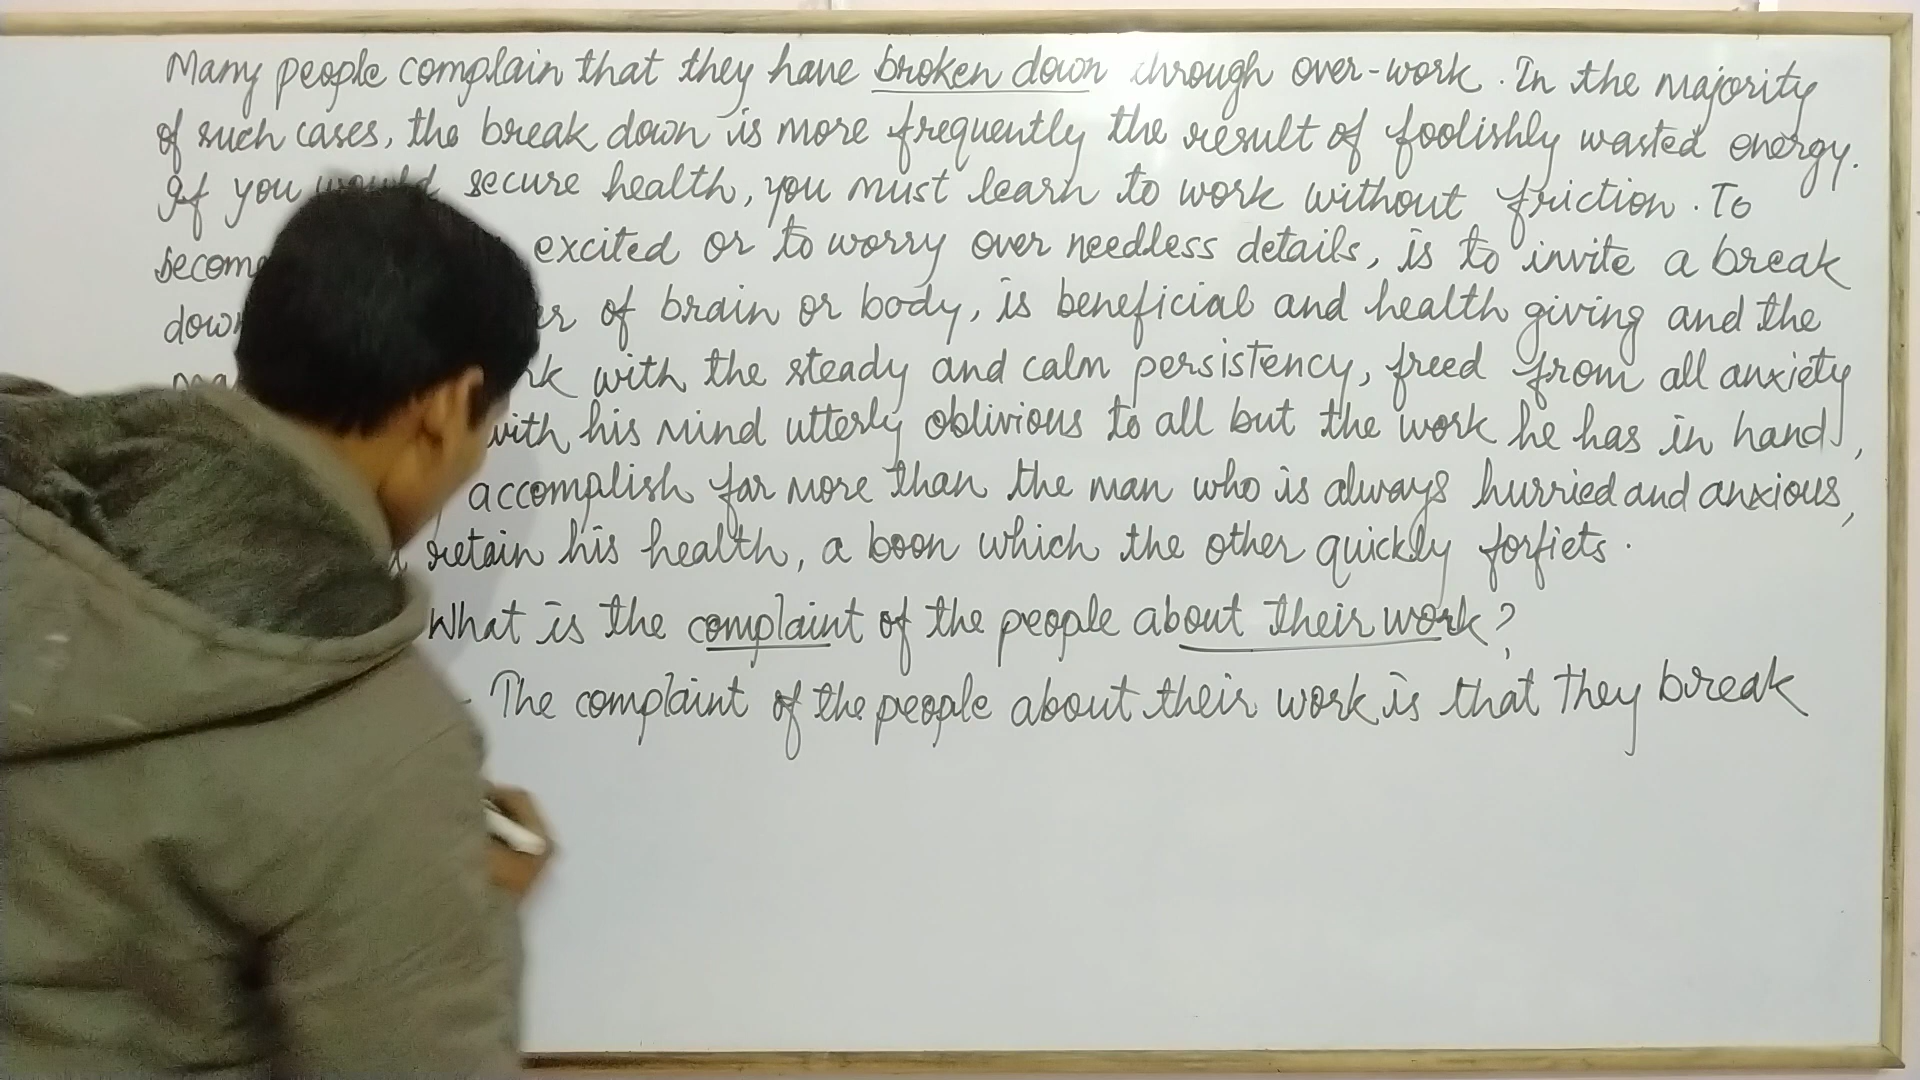 Many people complain that they have broken down through over-work. In the majority
of such cases, the break down is more frequently the result of foolishly wasted energy.
If you would secure health, you must learn to work without friction. To
excited or to worry over needless details, is to invite a break
of brain or body, is beneficial and health giving and the
with the steady and calm persistency, freed from all anxiety
with his mind utterly oblivious to all but the work he has in hand,
accomplish far more than the man who is always hurried and anxious,
retain his health, a boon which the other quickly forfiets.
What is the complaint of the people about their work?
- The complaint of the people about their work is that they break